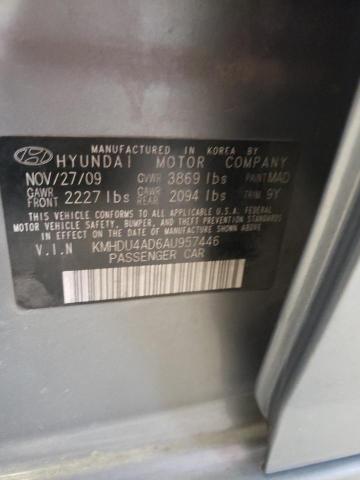 MANUFACTURED IN KOREA BY
HYUNDAI MOTOR COMPANY
NOV/27/09 GVWR 3869 lbs PAINT MAD
GAWR FRONT 2227 lbs GAWR REAR 2094 lbs TRIM 9Y
THIS VEHICLE CONFORMS TO ALL APPLICABLE U.S.A. FEDERAL
MOTOR VEHICLE SAFETY, BUMPER, AND THEFT PREVENTION STANDARDS
IN EFFECT ON THE DATE OF MANUFACTURE SHOWN ABOVE.
V.I.N KMHDU4AD6AU957446
PASSENGER CAR